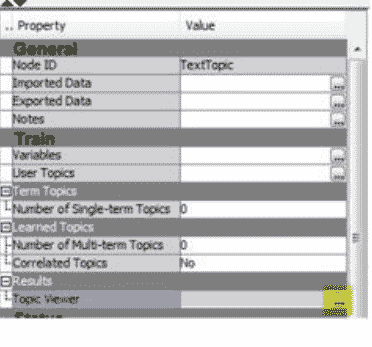 .. Property Value
General
Node ID TextTopic
Imported Data ...
Exported Data ...
Notes ...
Train
Variables ...
User Topics ...
Term Topics
Number of Single-term Topics 0
Learned Topics
Number of Multi-term Topics 0
Correlated Topics No
Results
Topic Viewer ...
Status